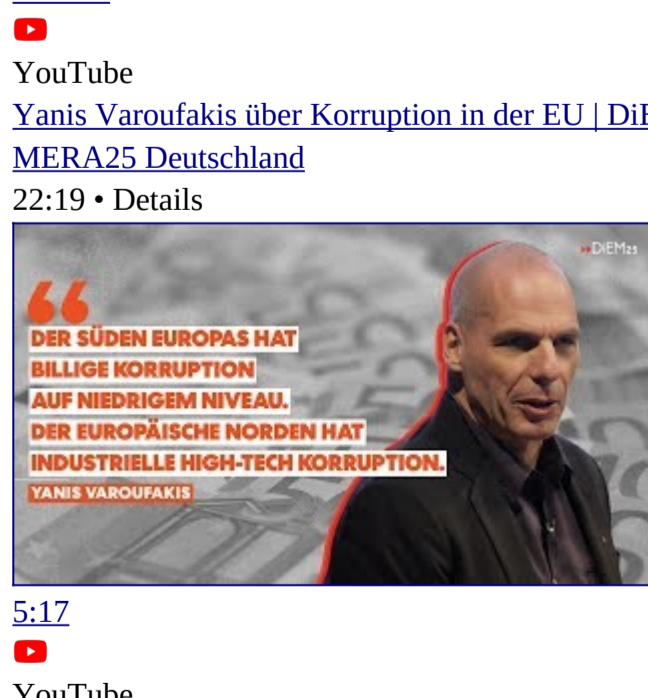 YouTube
Yanis Varoufakis über Korruption in der EU |
MERA25 Deutschland
22:19 • Details
»DiEM25
DER SÜDEN EUROPAS HAT
BILLIGE KORRUPTION
AUF NIEDRIGEM NIVEAU.
DER EUROPÄISCHE NORDEN HAT
INDUSTRIELLE HIGH-TECH KORRUPTION.
YANIS VAROUFAKIS
5:17
YouTube